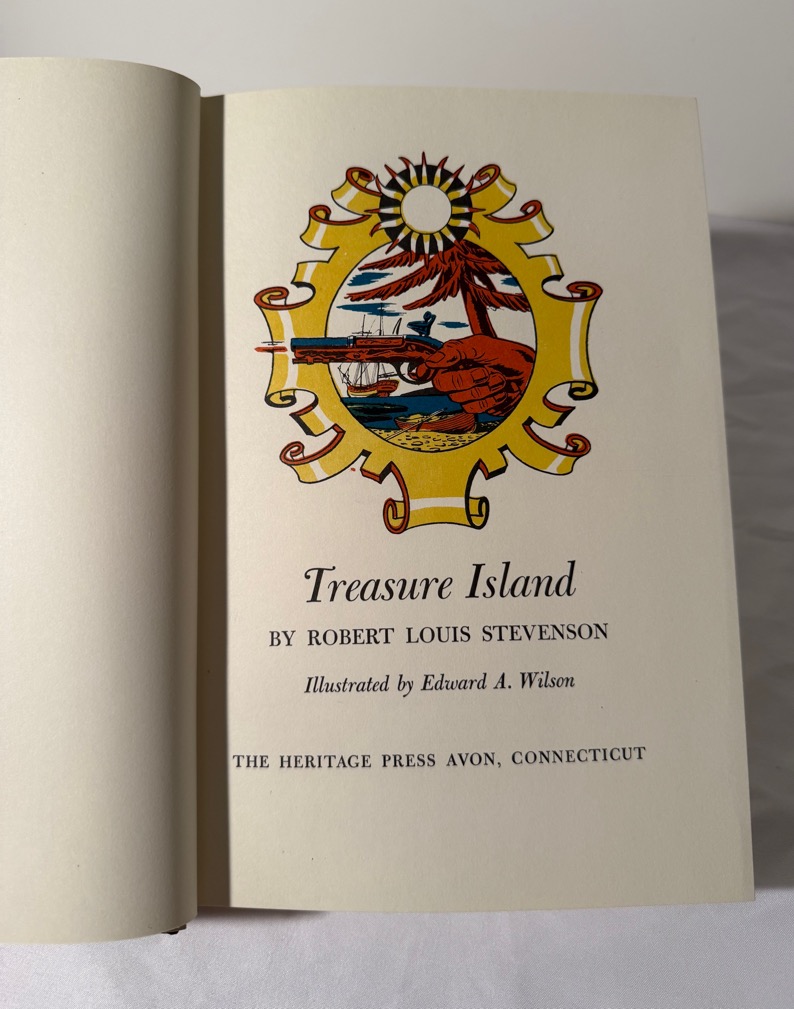 Treasure Island
BY ROBERT LOUIS STEVENSON
Illustrated by Edward A. Wilson
THE HERITAGE PRESS AVON, CONNECTICUT